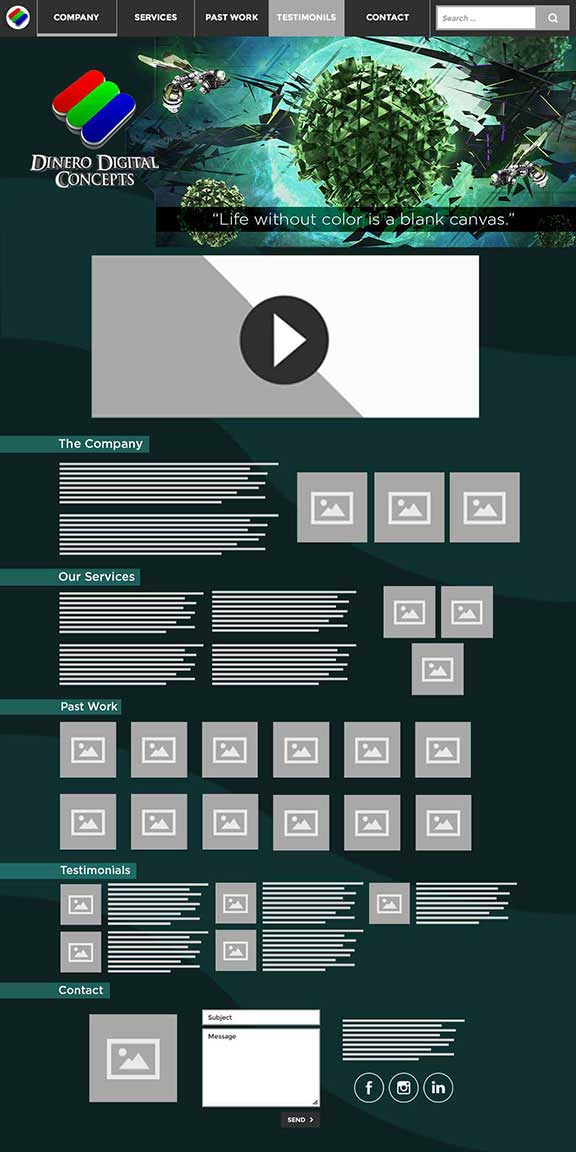 COMPANY
SERVICES
PAST WORK
TESTIMONILS
CONTACT
Search ...
DINERO DIGITAL
CONCEPTS
“Life without color is a blank canvas.”
The Company
Our Services
Past Work
Testimonials
Contact
Subject
Message
SEND >
f
in